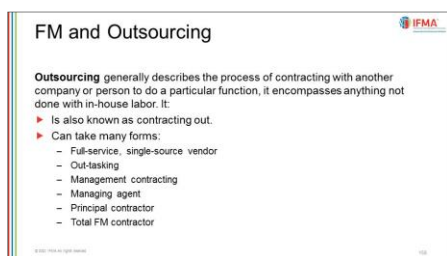 IFMA
FM and Outsourcing
Outsourcing generally describes the process of contracting with another
company or person to do a particular function, it encompasses anything not
done with in-house labor. It:
Is also known as contracting out.
Can take many forms:
– Full-service, single-source vendor
– Out-tasking
– Management contracting
– Managing agent
– Principal contractor
– Total FM contractor